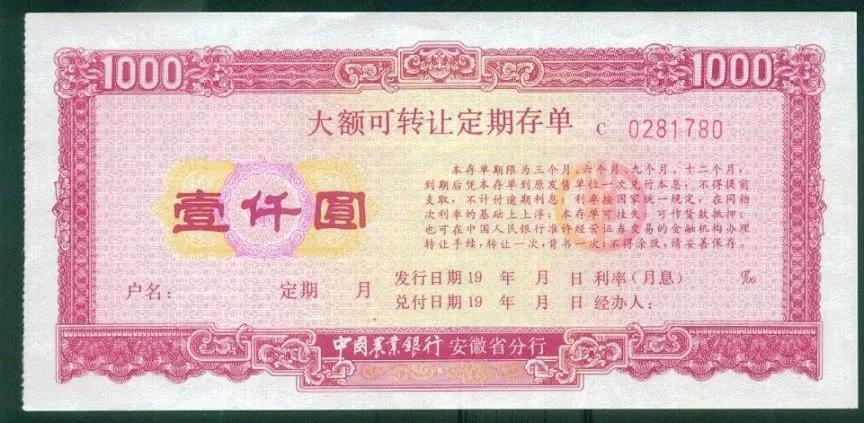 1000 1000
大额可转让定期存单 C 0281780
本存单期限为三个月、六个月、九个月、十二个月,
到期后凭本存单到原发售单位一次兑付本息,不得提前
支取,不计付逾期利息;利率按国家统一规定,在同档
次利率的基础上上浮;本存单可挂失,可作贷款抵押;
也可在中国人民银行准许经营证券交易的金融机构办理
转让手续,转让一次,背书一次;不得涂改,请妥善保存。
壹仟圆
发行日期19 年 月 日 利率(月息) ‰
户名: 定期 月
兑付日期19 年 月 日 经办人:
中国农业银行 安徽省分行